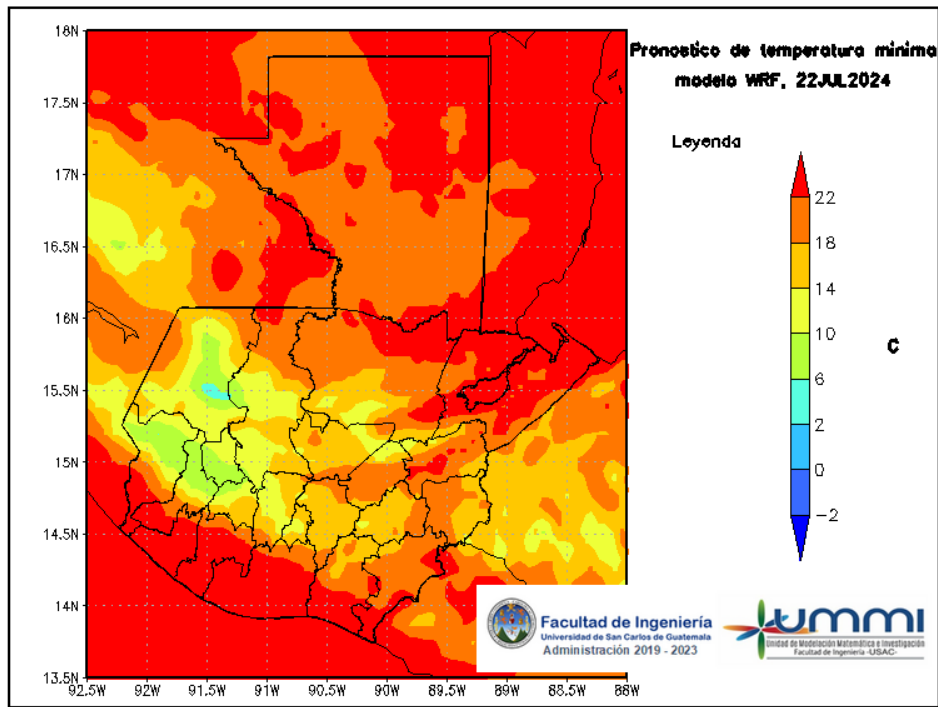 Pronostico de temperatura minima
modelo WRF, 22JUL2024
Leyenda
22
18
14
10
6
2
0
−2
C
18N
17.5N
17N
16.5N
16N
15.5N
15N
14.5N
14N
13.5N
92.5W
92W
91.5W
91W
90.5W
90W
89.5W
89W
88.5W
88W
Facultad de Ingeniería
Universidad de San Carlos de Guatemala
Administración 2019 - 2023
ummi
Unidad de Modelación Matemática e Investigación
Facultad de Ingeniería -USAC-